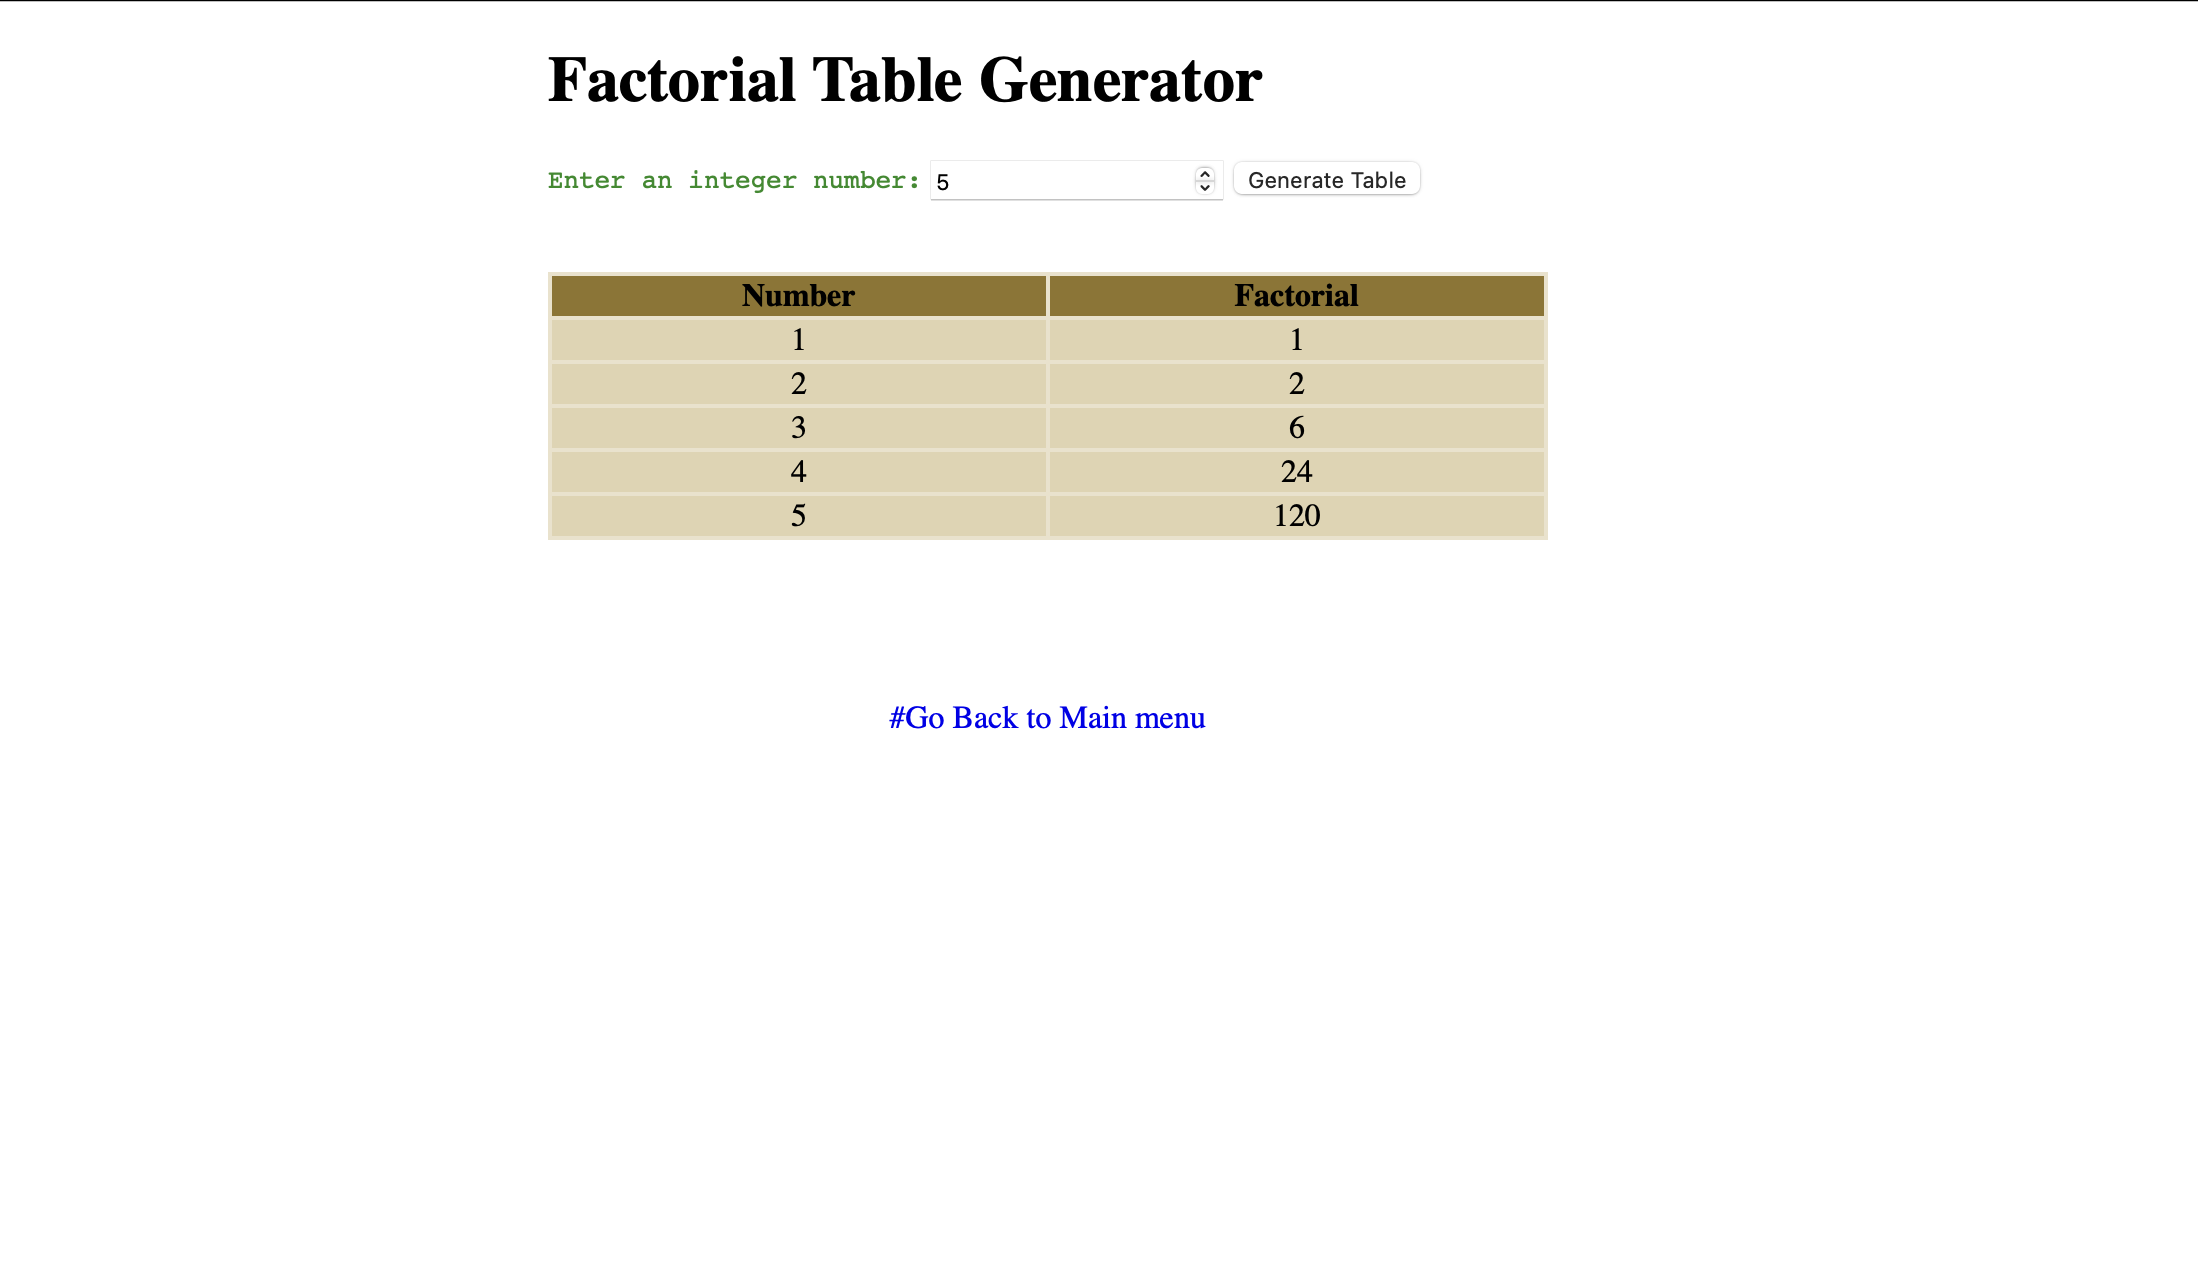 Factorial Table Generator
Enter an integer number: 5 Generate Table
Number Factorial
1 1
2 2
3 6
4 24
5 120
#Go Back to Main menu